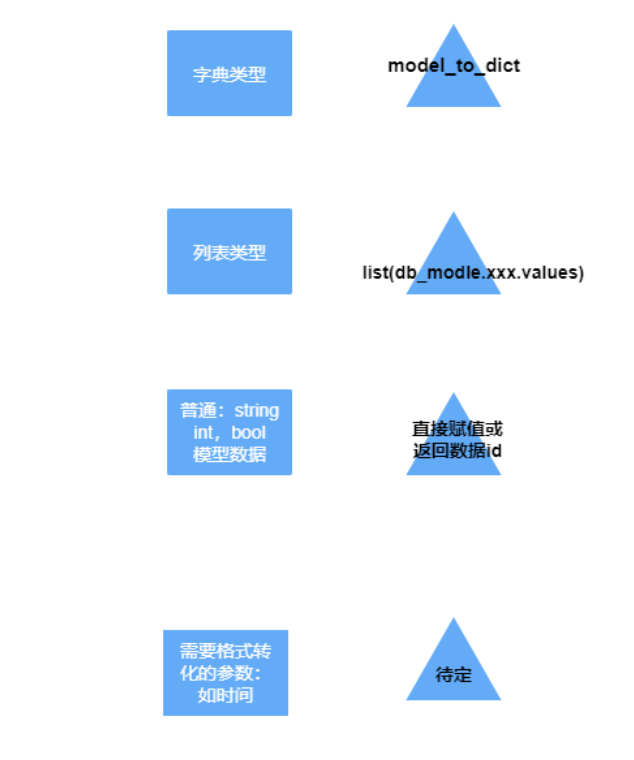 字典类型
model_to_dict
列表类型
list(db_modle.xxx.values)
普通：string
int，bool
模型数据
直接赋值或
返回数据id
需要格式转
化的参数：
如时间
待定